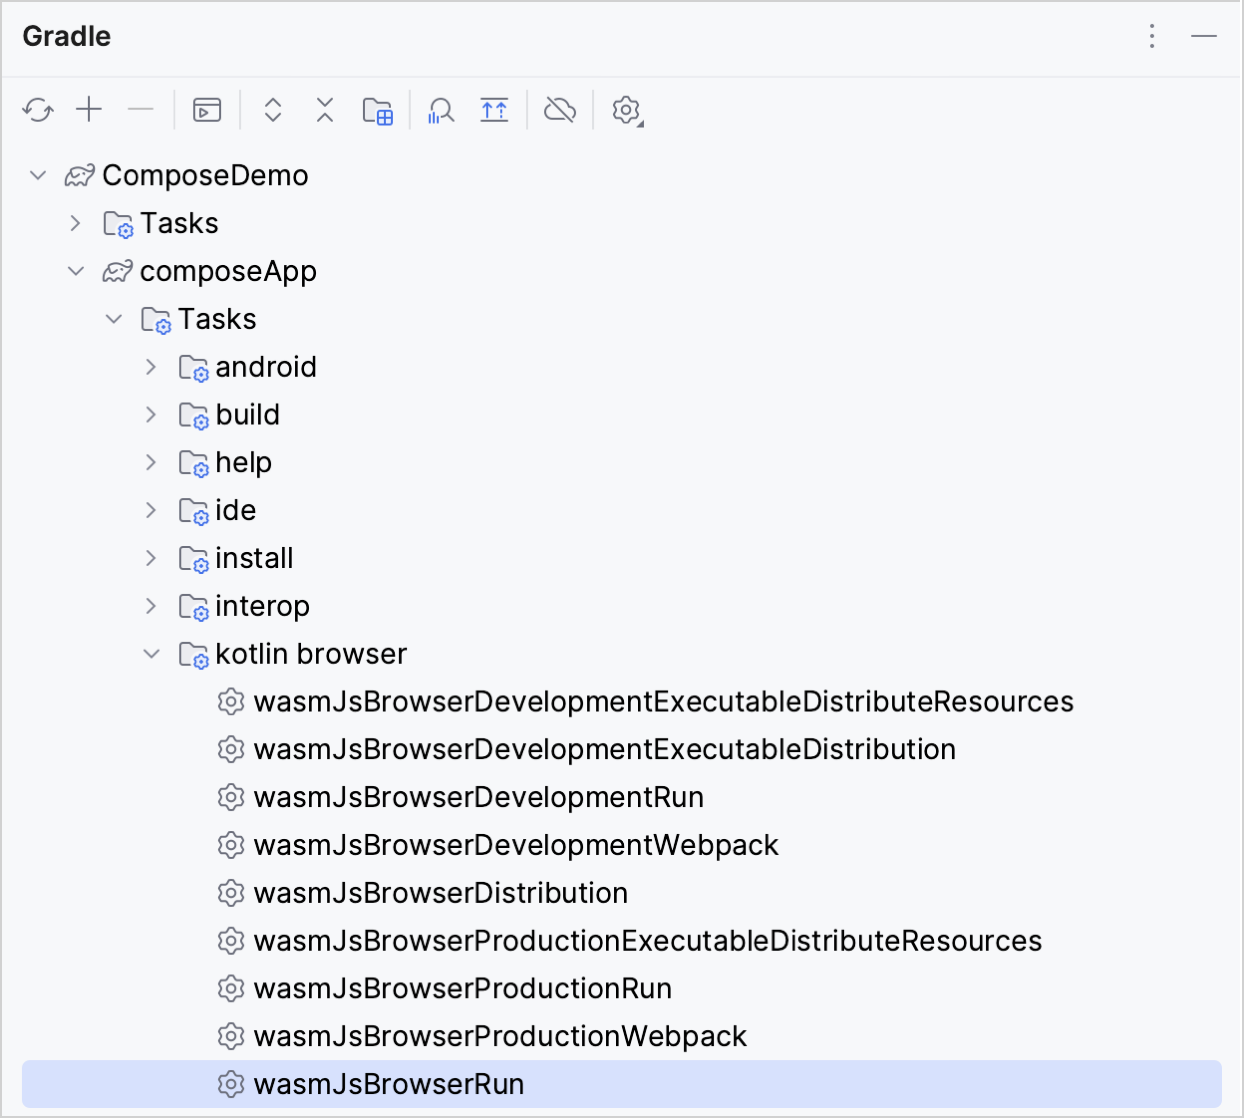 Gradle
ComposeDemo
Tasks
composeApp
Tasks
android
build
help
ide
install
interop
kotlin browser
wasmJsBrowserDevelopmentExecutableDistributeResources
wasmJsBrowserDevelopmentExecutableDistribution
wasmJsBrowserDevelopmentRun
wasmJsBrowserDevelopmentWebpack
wasmJsBrowserDistribution
wasmJsBrowserProductionExecutableDistributeResources
wasmJsBrowserProductionRun
wasmJsBrowserProductionWebpack
wasmJsBrowserRun